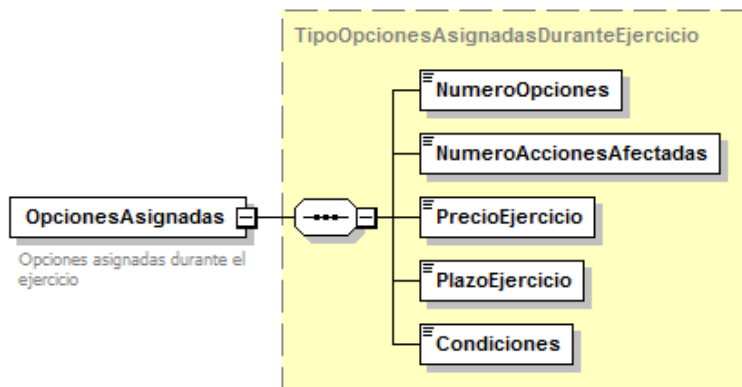 TipoOpcionesAsignadasDuranteEjercicio
NumeroOpciones
NumeroAccionesAfectadas
OpcionesAsignadas
PrecioEjercicio
Opciones asignadas durante el
ejercicio
PlazoEjercicio
Condiciones